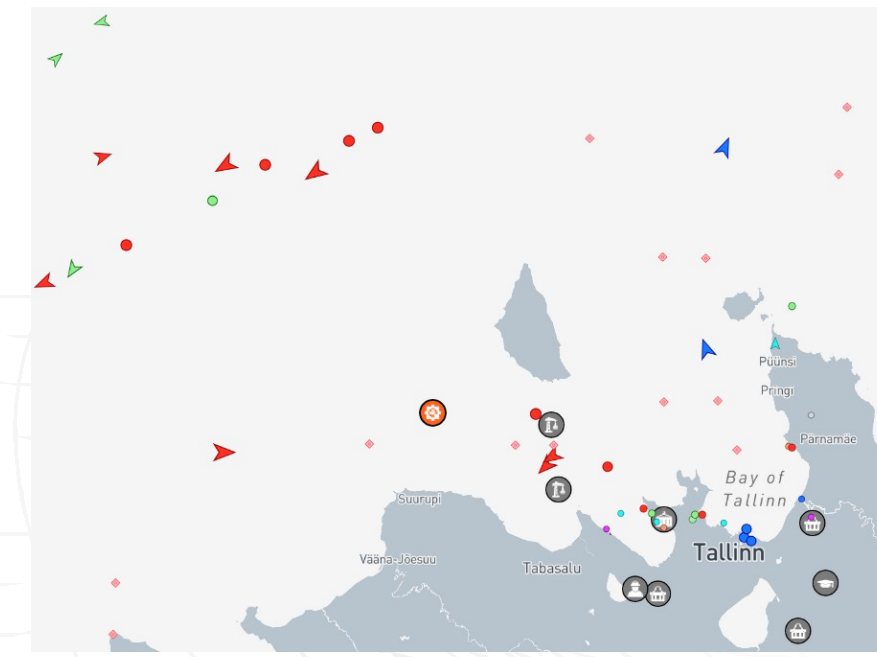 Püünsi
Pringi
Pärnamäe
Bay of
Tallinn
Suurupi
Tallinn
Vääna-Jõesuu
Tabasalu